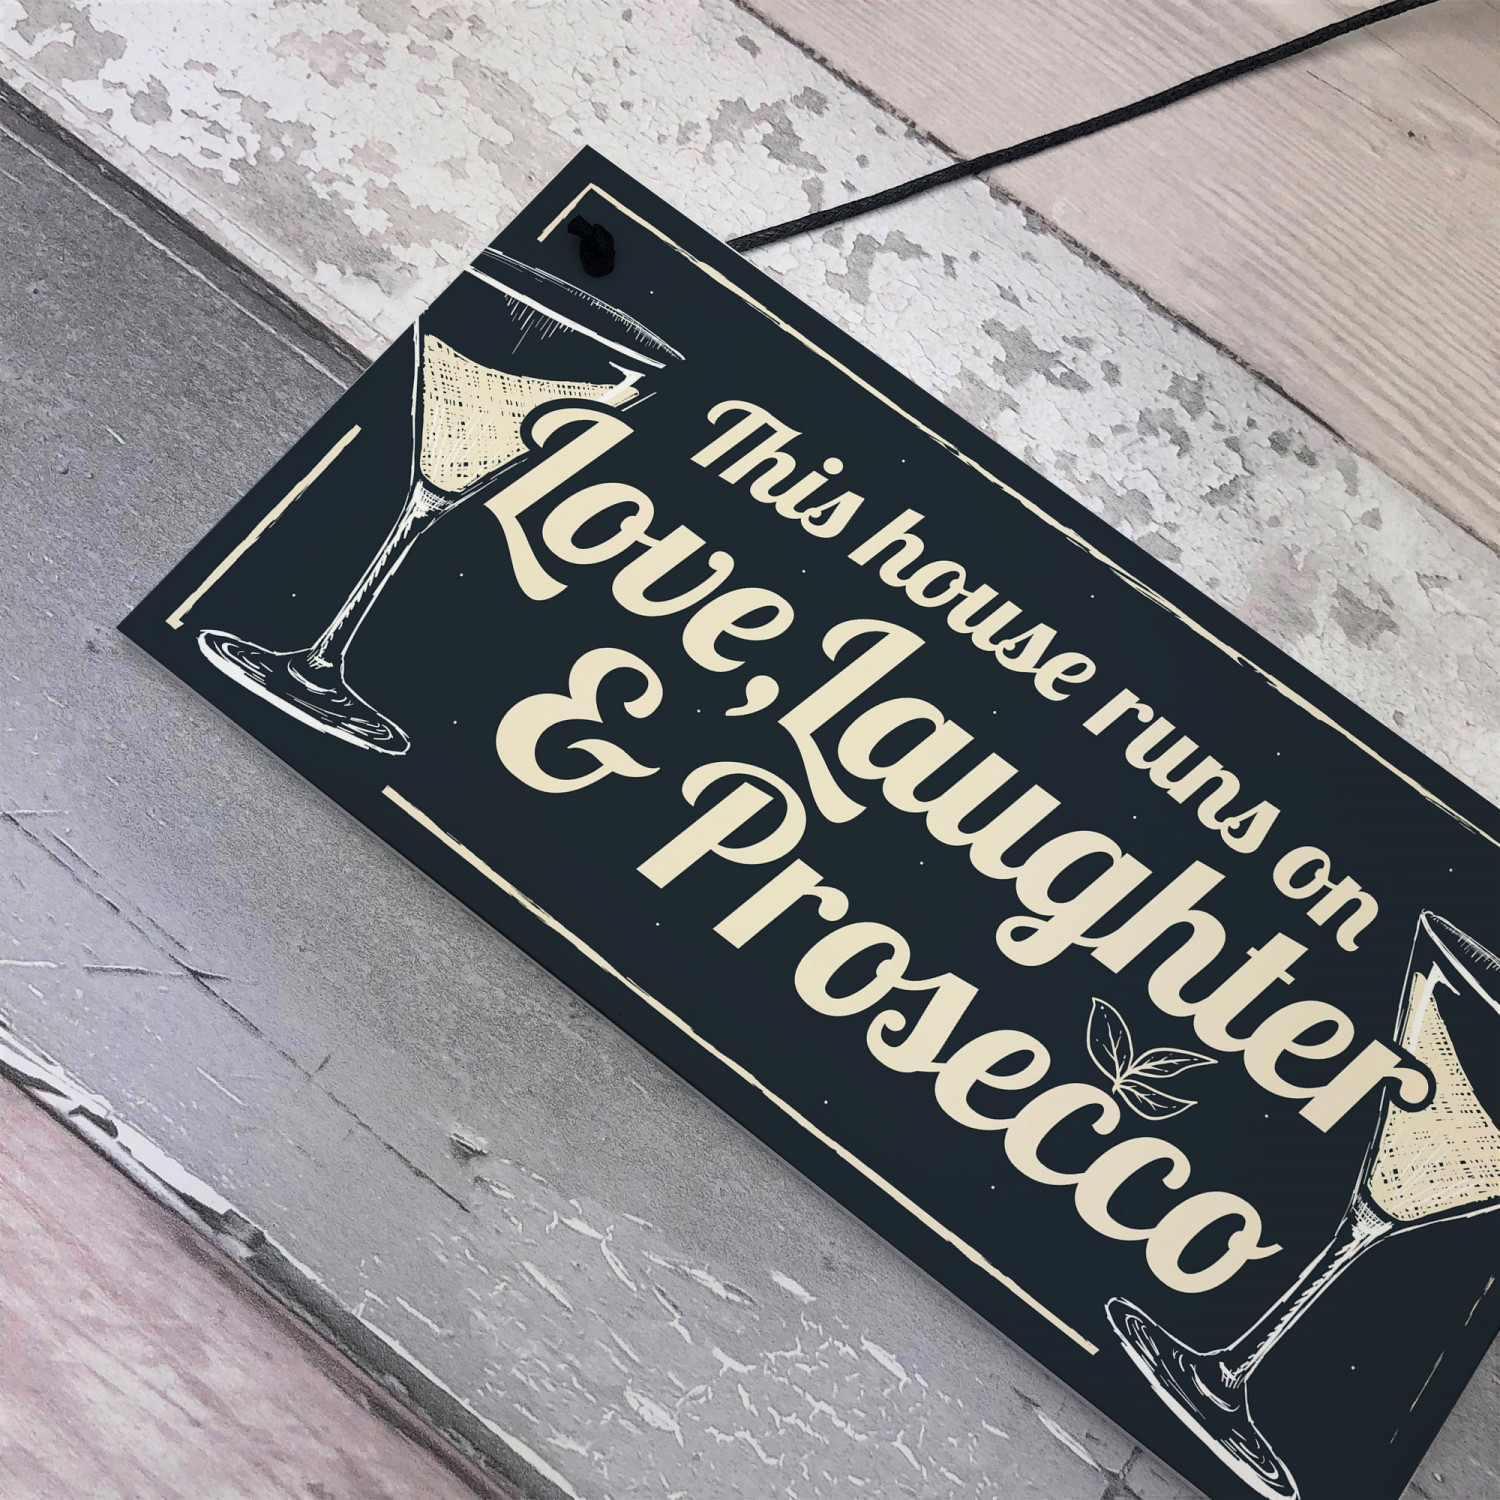 This house runs on
Love, Laughter
& Prosecco